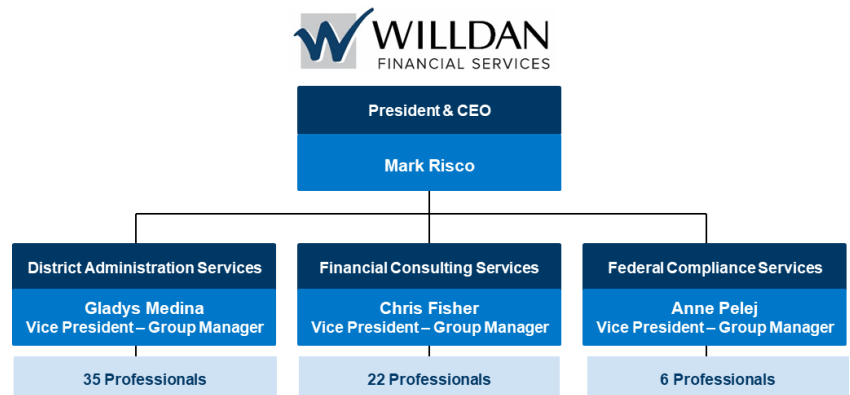 WILLDAN
FINANCIAL SERVICES
President & CEO
Mark Risco
District Administration Services
Gladys Medina
Vice President – Group Manager
35 Professionals
Financial Consulting Services
Chris Fisher
Vice President – Group Manager
22 Professionals
Federal Compliance Services
Anne Pelej
Vice President – Group Manager
6 Professionals